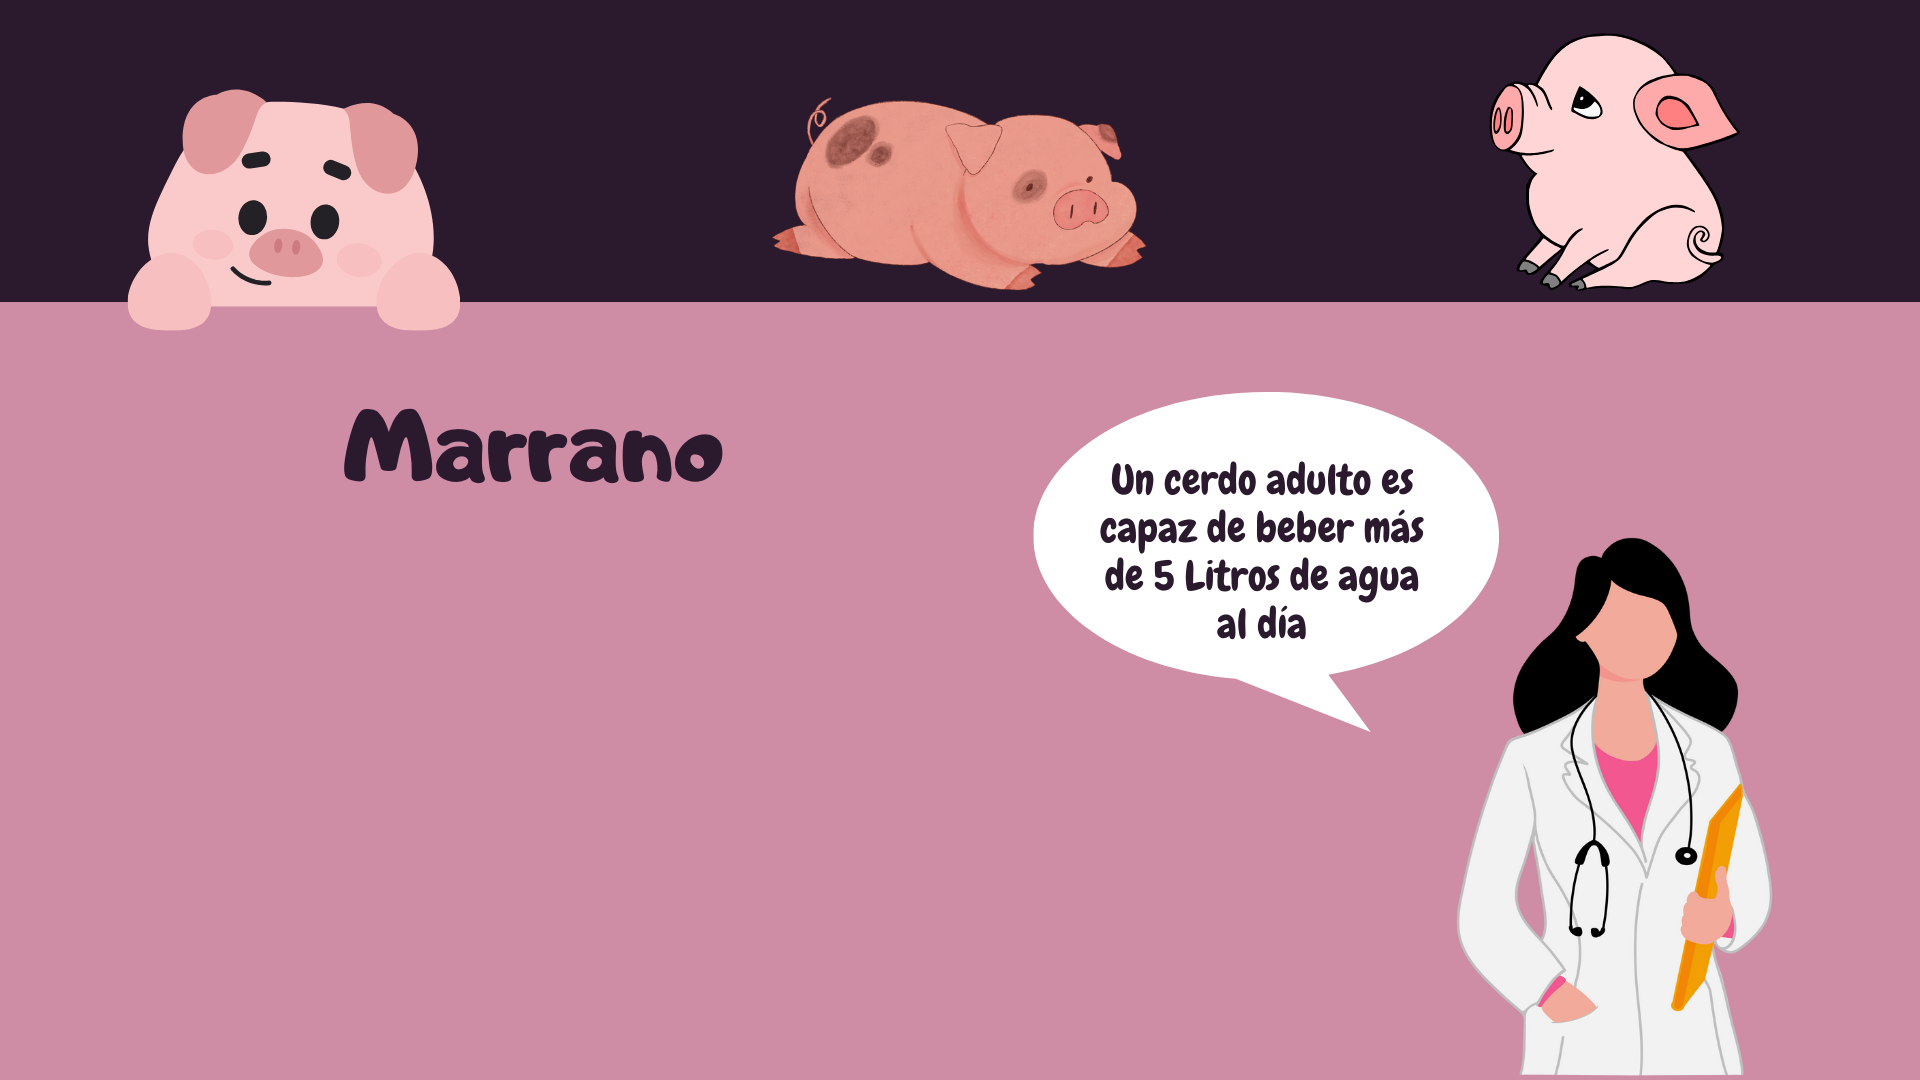 Marrano
Un cerdo adulto es
capaz de beber más
de 5 Litros de agua
al día